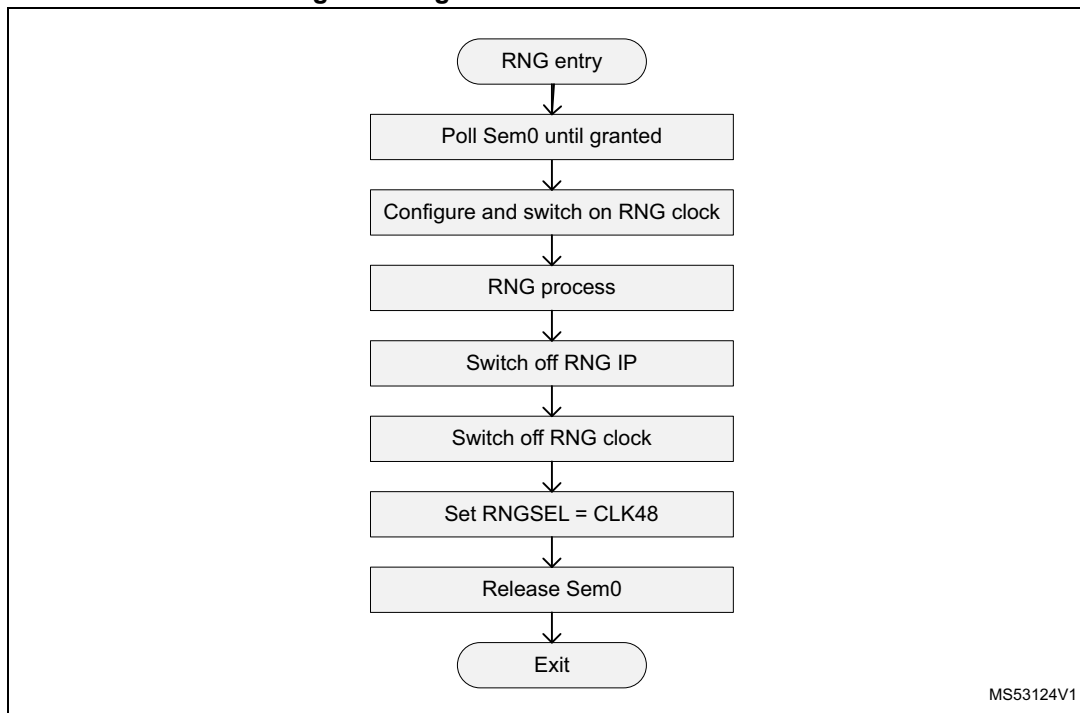 RNG entry
Poll Sem0 until granted
Configure and switch on RNG clock
RNG process
Switch off RNG IP
Switch off RNG clock
Set RNGSEL = CLK48
Release Sem0
Exit
MS53124V1